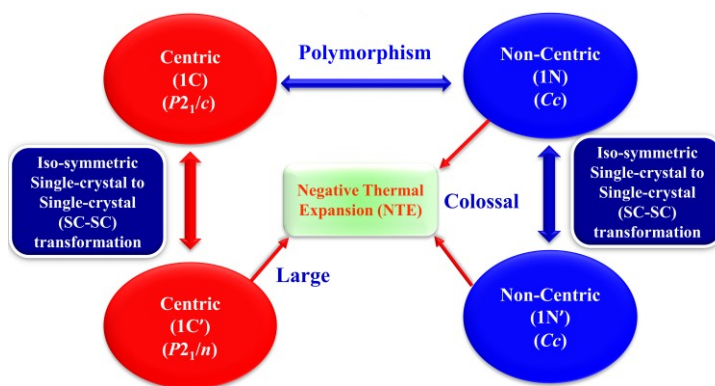 Centric
(1C)
(P2₁/c)
Polymorphism
Non-Centric
(1N)
(Cc)
Iso-symmetric
Single-crystal to
Single-crystal
(SC-SC)
transformation
Negative Thermal
Expansion (NTE)
Colossal
Iso-symmetric
Single-crystal to
Single-crystal
(SC-SC)
transformation
Large
Centric
(1C′)
(P2₁/n)
Non-Centric
(1N′)
(Cc)